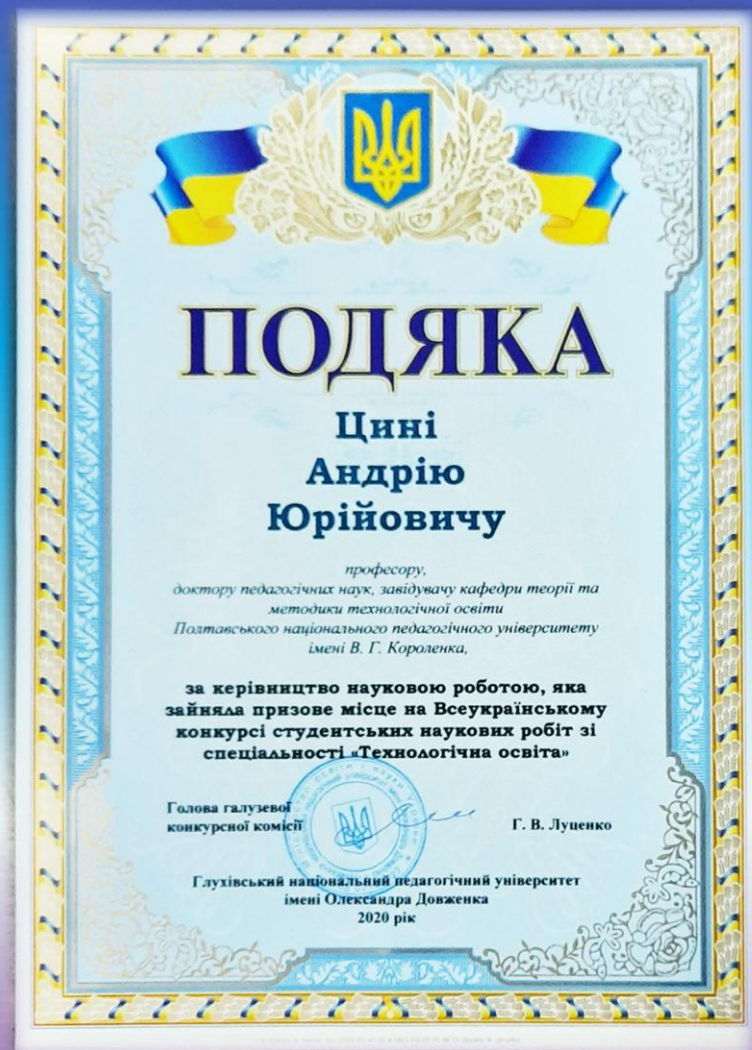 ПОДЯКА
Цині
Андрію
Юрійовичу
професору,
доктору педагогічних наук, завідувачу кафедри теорії та
методики технологічної освіти
Полтавського національного педагогічного університету
імені В. Г. Короленка,
за керівництво науковою роботою, яка
зайняла призове місце на Всеукраїнському
конкурсі студентських наукових робіт зі
спеціальності «Технологічна освіта»
Голова галузевої
конкурсної комісії
Г. В. Луценко
Глухівський національний педагогічний університет
імені Олександра Довженка
2020 рік